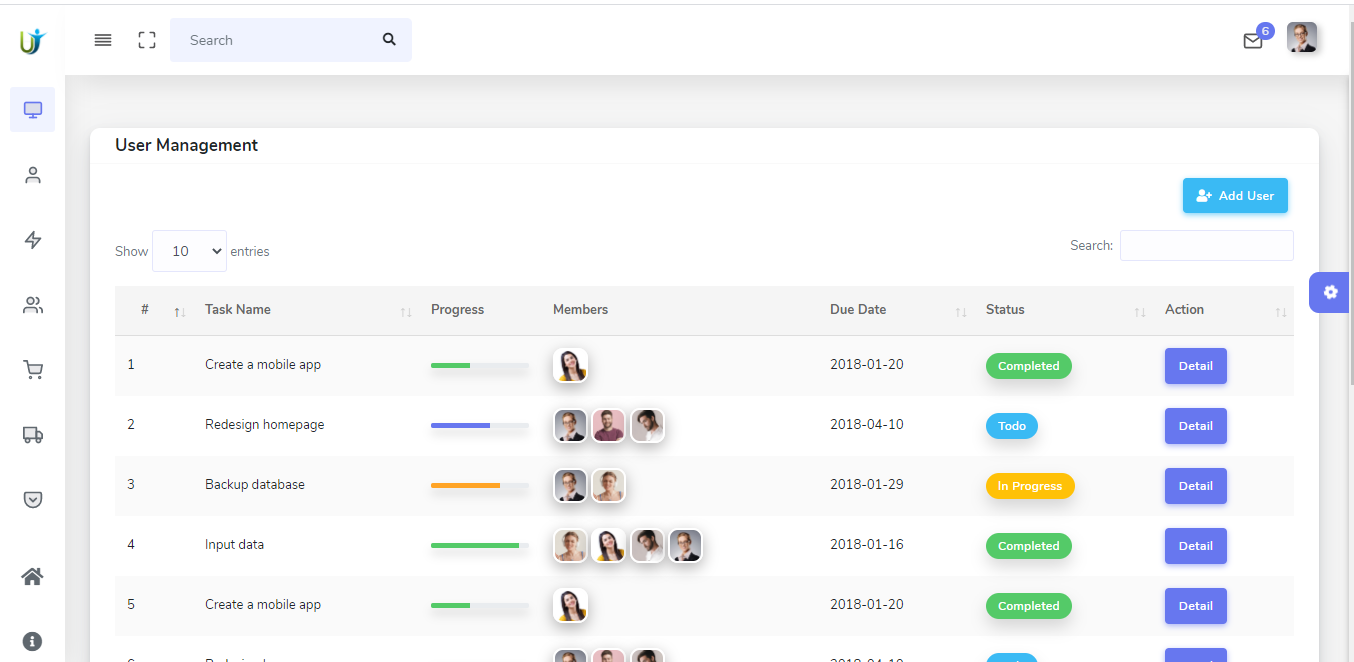 Search
6
User Management
Add User
Show 10 entries
Search:
# Task Name Progress Members Due Date Status Action
1 Create a mobile app 2018-01-20 Completed Detail
2 Redesign homepage 2018-04-10 Todo Detail
3 Backup database 2018-01-29 In Progress Detail
4 Input data 2018-01-16 Completed Detail
5 Create a mobile app 2018-01-20 Completed Detail